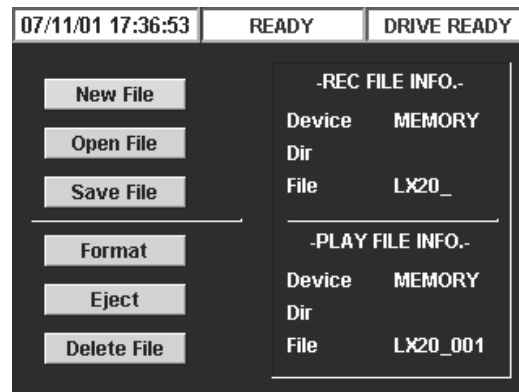 07/11/01 17:36:53 READY DRIVE READY
New File
Open File
Save File
Format
Eject
Delete File
-REC FILE INFO.-
Device MEMORY
Dir
File LX20_
-PLAY FILE INFO.-
Device MEMORY
Dir
File LX20_001